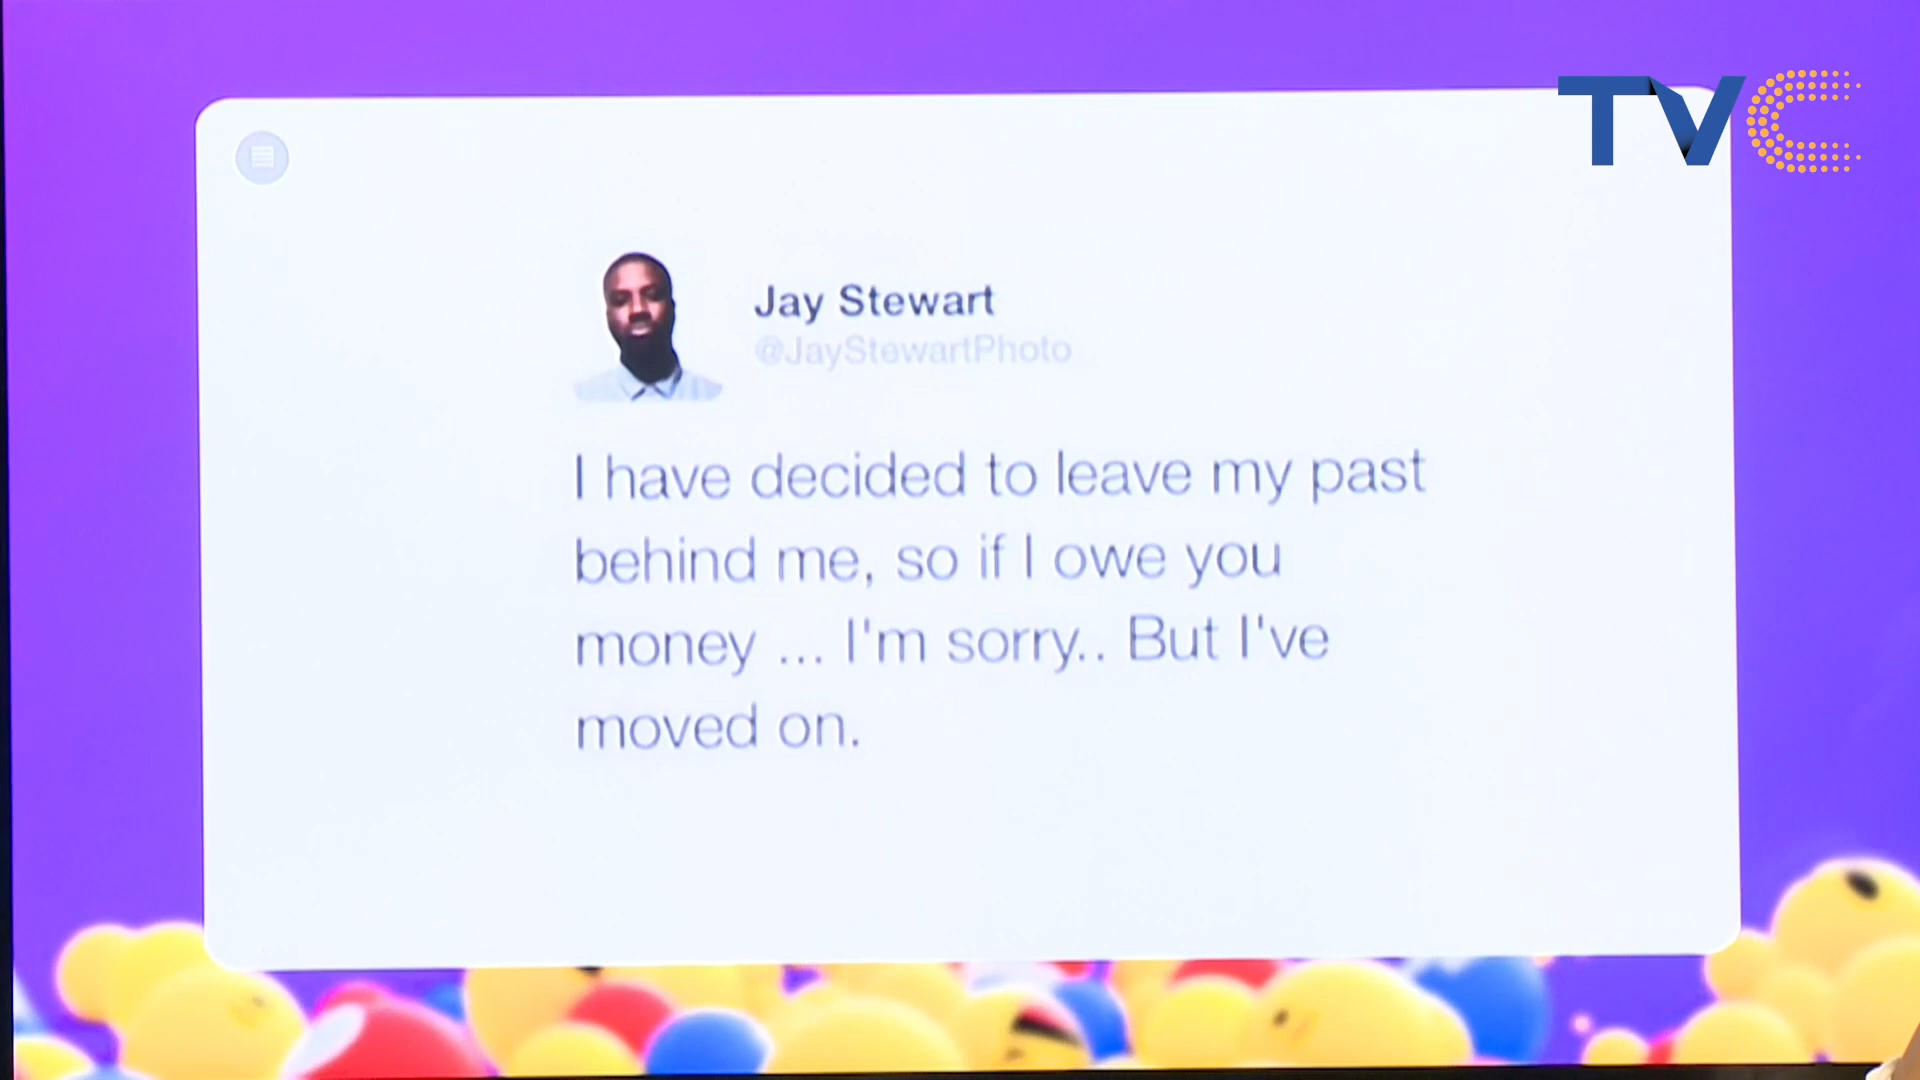 TVC
Jay Stewart
@JayStewartPhoto
I have decided to leave my past
behind me, so if I owe you
money ... I'm sorry.. But I've
moved on.